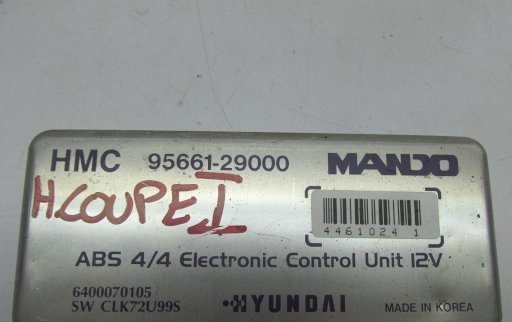 HMC 95661-29000 MANDO
H.COUPE I
4461024 1
ABS 4/4 Electronic Control Unit 12V
6400070105
SW CLK72U99S HYUNDAI MADE IN KOREA